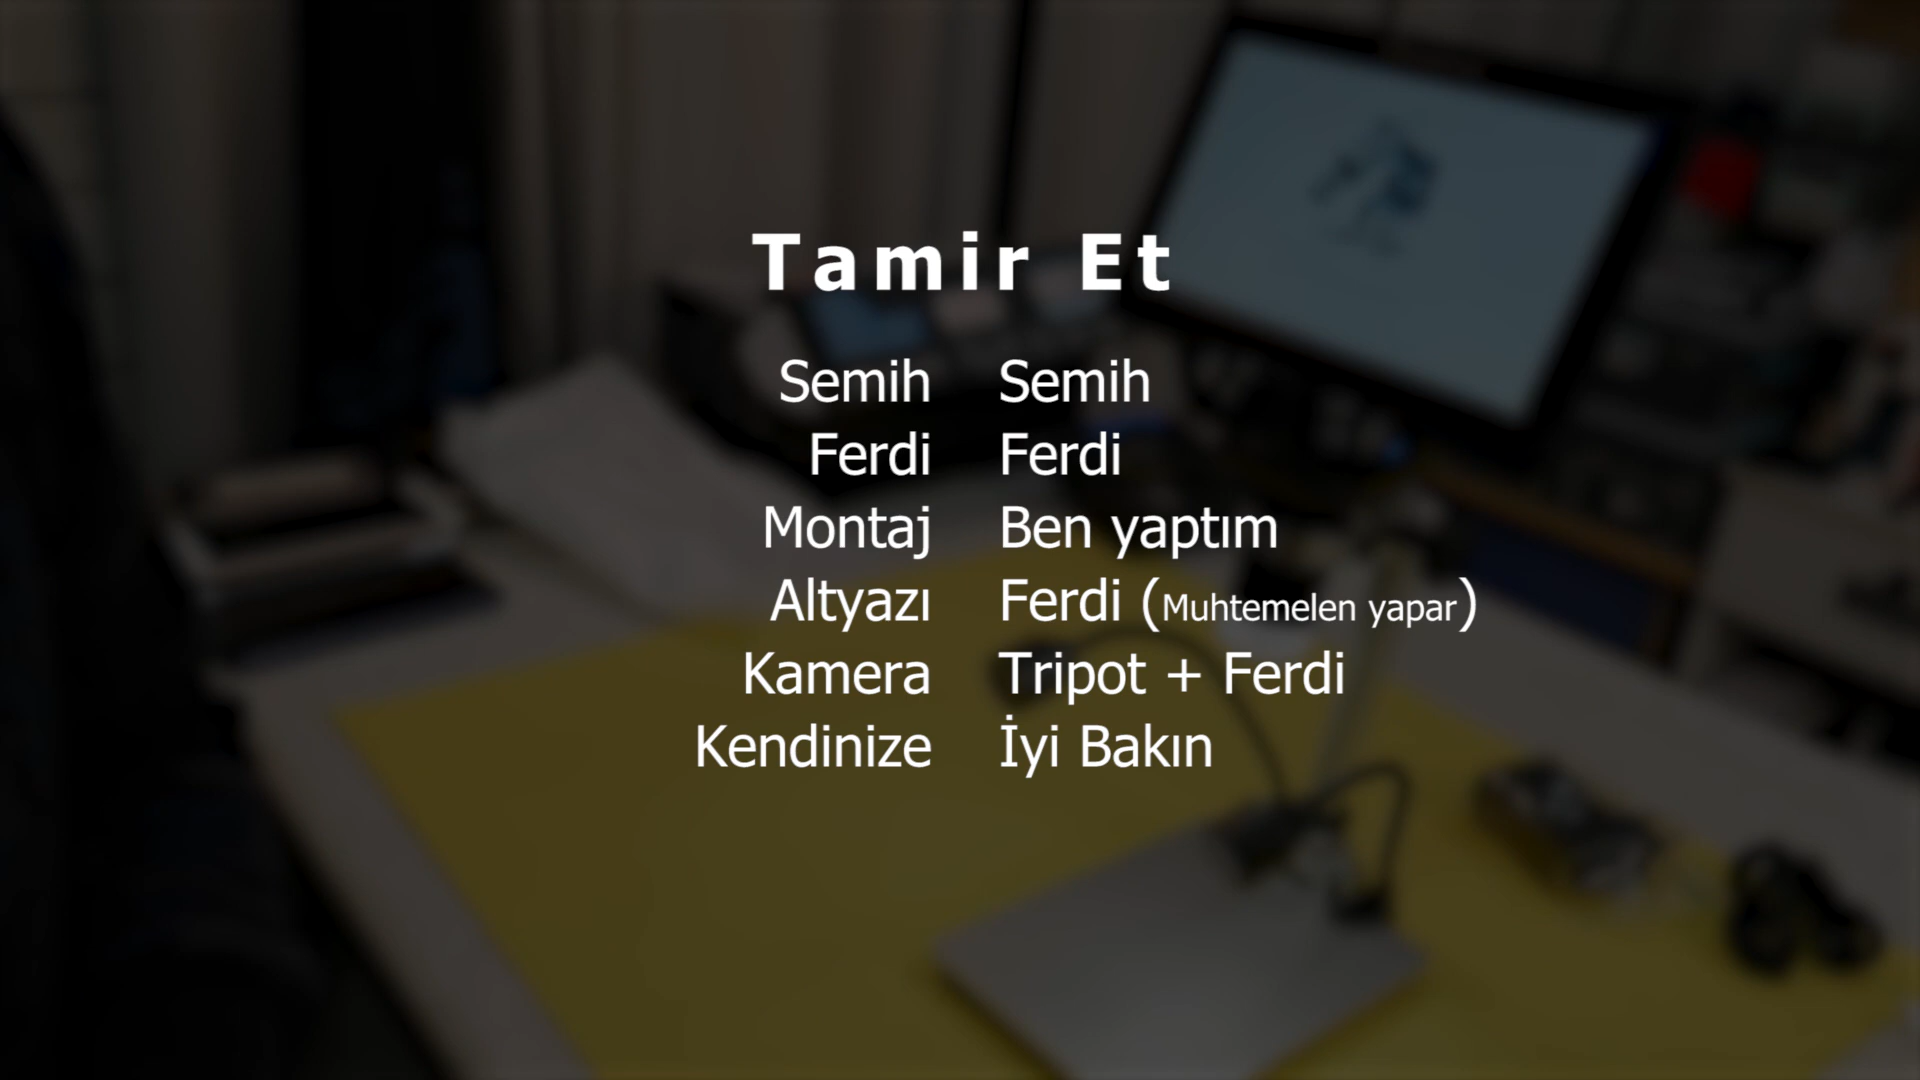 Tamir Et
Semih Semih
Ferdi Ferdi
Montaj Ben yaptım
Altyazı Ferdi (Muhtemelen yapar)
Kamera Tripot + Ferdi
Kendinize İyi Bakın